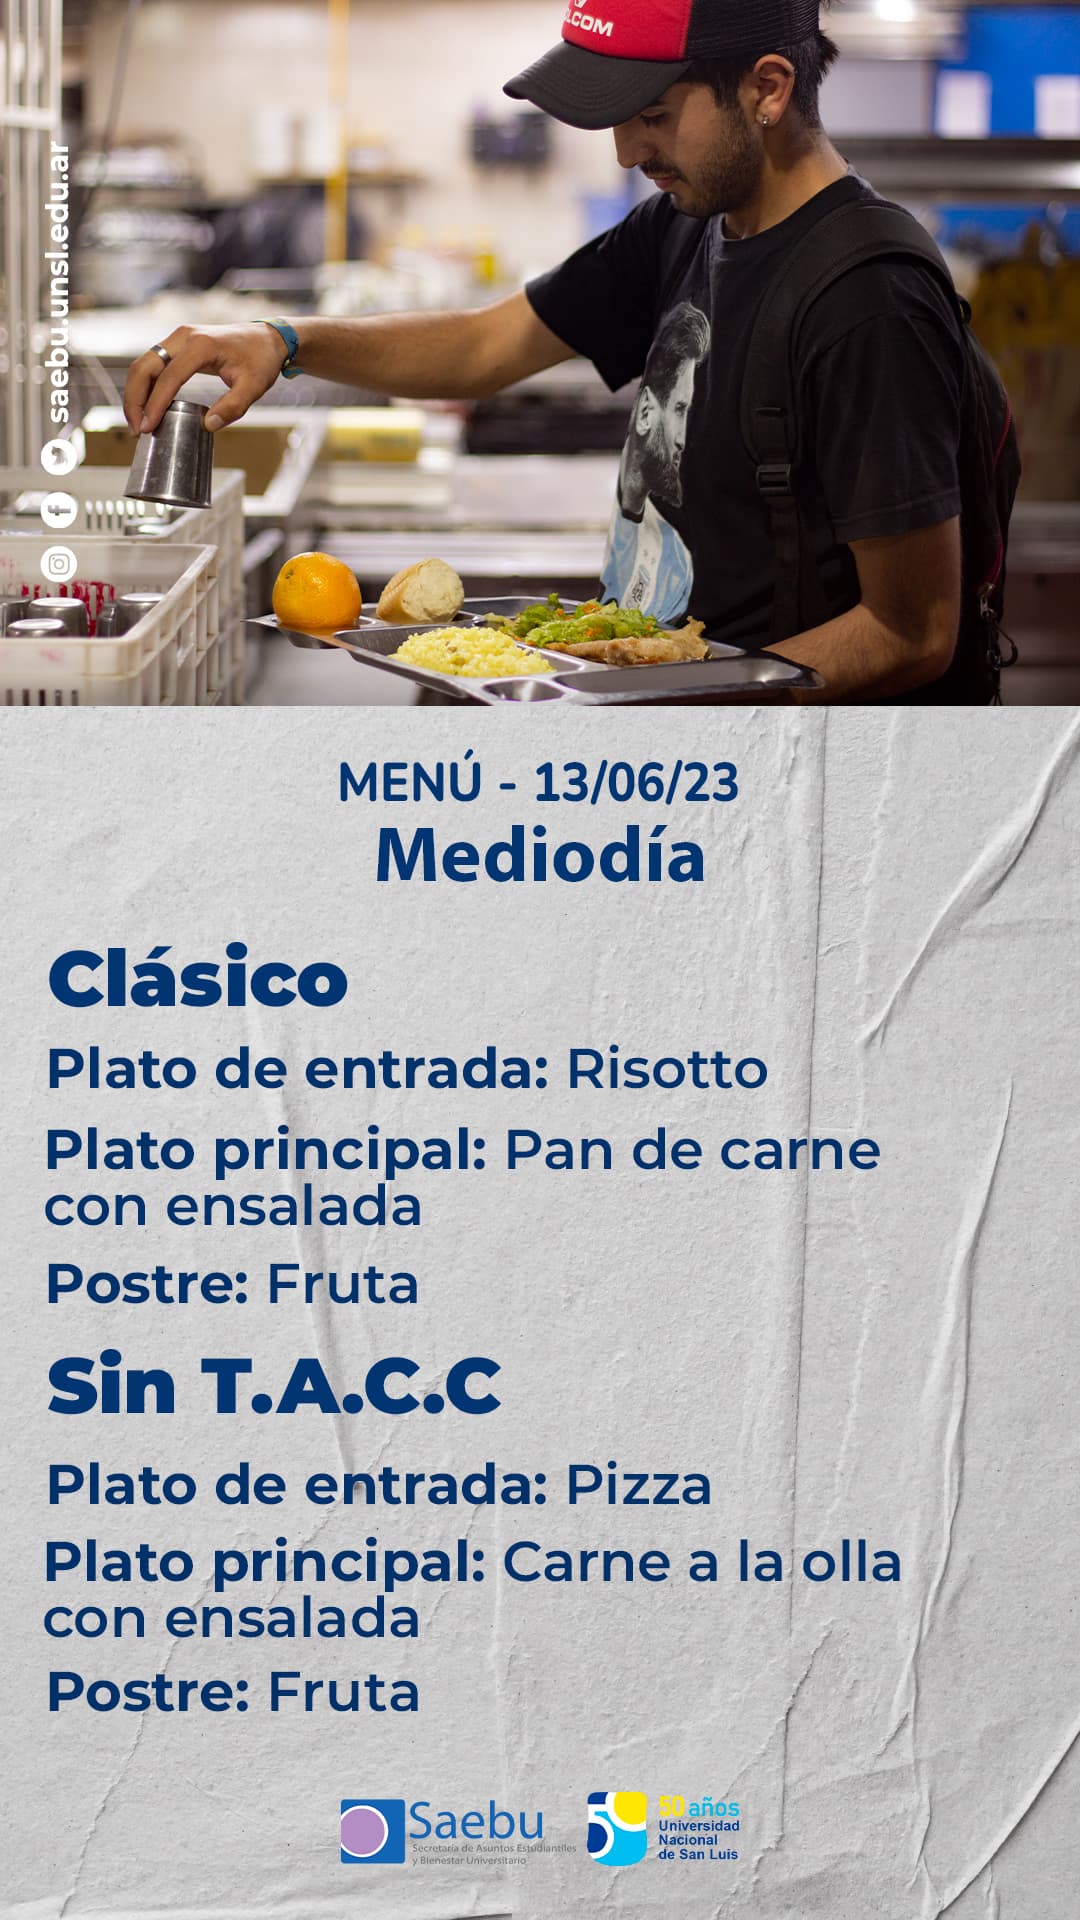 LCOM
saebu.unsl.edu.ar
MENÚ - 13/06/23
Mediodía
Clásico
Plato de entrada: Risotto
Plato principal: Pan de carne
con ensalada
Postre: Fruta
Sin T.A.C.C
Plato de entrada: Pizza
Plato principal: Carne a la olla
con ensalada
Postre: Fruta
Saebu
Secretaría de Asuntos Estudiantiles
y Bienestar Universitario
50 años
Universidad
Nacional
de San Luis